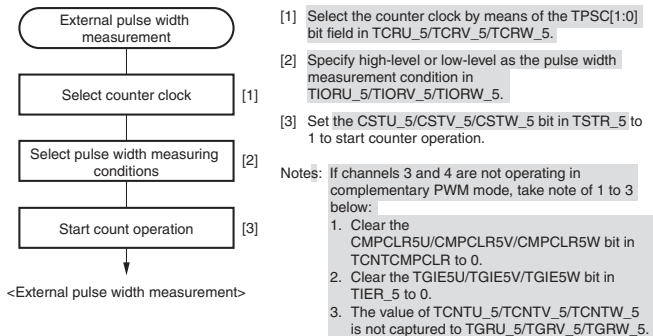 External pulse width
measurement
Select counter clock
[1]
Select pulse width measuring
conditions
[2]
Start count operation
[3]
<External pulse width measurement>
[1] Select the counter clock by means of the TPSC[1:0]
bit field in TCRU_5/TCRV_5/TCRW_5.
[2] Specify high-level or low-level as the pulse width
measurement condition in
TIORU_5/TIORV_5/TIORW_5.
[3] Set the CSTU_5/CSTV_5/CSTW_5 bit in TSTR_5 to
1 to start counter operation.
Notes: If channels 3 and 4 are not operating in
complementary PWM mode, take note of 1 to 3
below:
1. Clear the
CMPCLR5U/CMPCLR5V/CMPCLR5W bit in
TCNTCMPCLR to 0.
2. Clear the TGIE5U/TGIE5V/TGIE5W bit in
TIER_5 to 0.
3. The value of TCNTU_5/TCNTV_5/TCNTW_5
is not captured to TGRU_5/TGRV_5/TGRW_5.